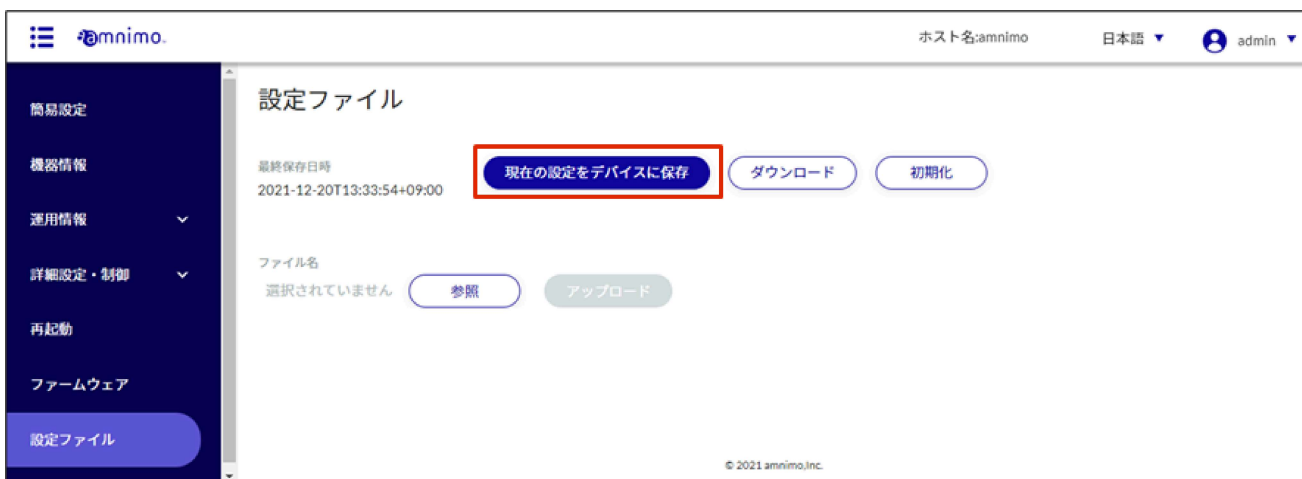 amnimo.
ホスト名:amnimo
日本語 ▼
admin ▼
簡易設定
機器情報
運用情報
詳細設定・制御
再起動
ファームウェア
設定ファイル
設定ファイル
最終保存日時
2021-12-20T13:33:54+09:00
現在の設定をデバイスに保存
ダウンロード
初期化
ファイル名
選択されていません
参照
アップロード
© 2021 amnimo,Inc.